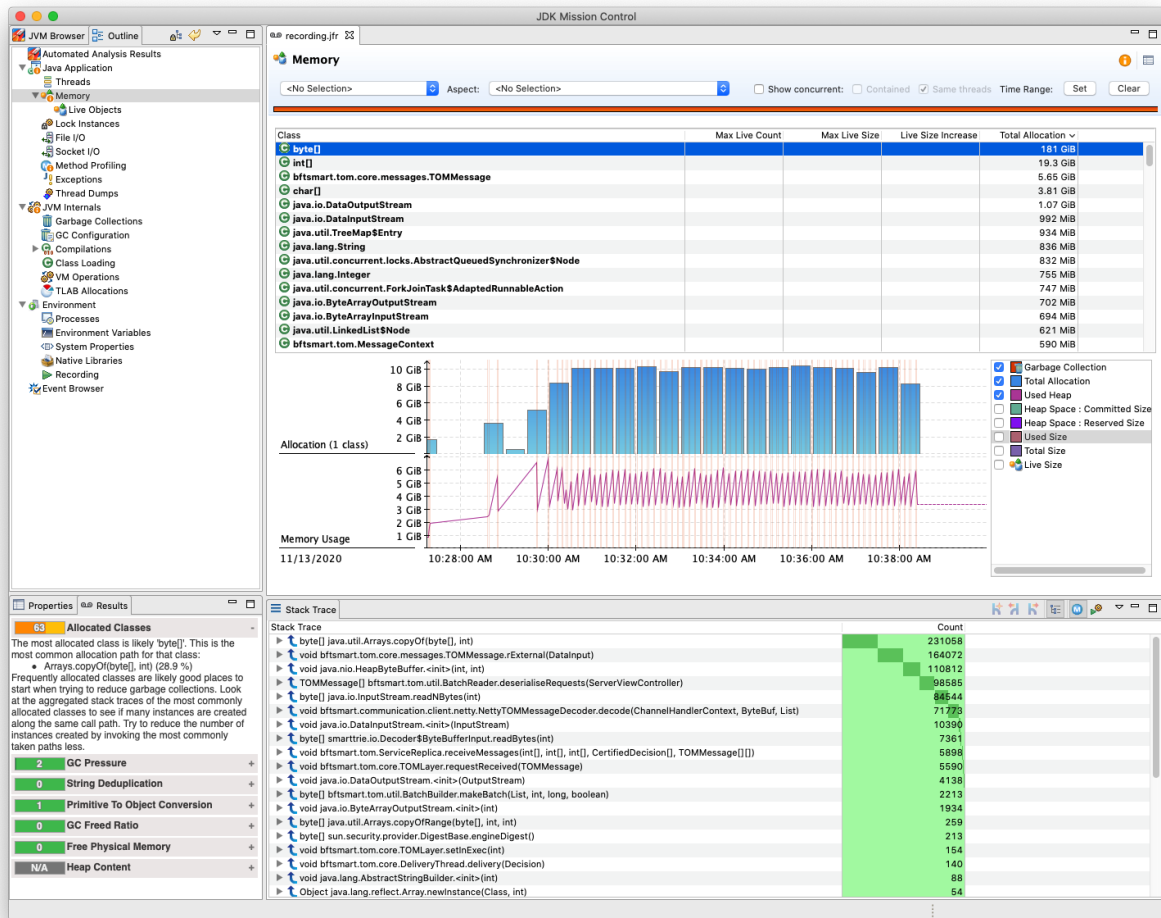 JDK Mission Control
JVM Browser
Outline
Automated Analysis Results
Java Application
Threads
Memory
Live Objects
Lock Instances
File I/O
Socket I/O
Method Profiling
Exceptions
Thread Dumps
JVM Internals
Garbage Collections
GC Configuration
Compilations
Class Loading
VM Operations
TLAB Allocations
Environment
Processes
Environment Variables
System Properties
Native Libraries
Recording
Event Browser
recording.jfr
Memory
<No Selection> Aspect: <No Selection> Show concurrent: Contained Same threads Time Range: Set Clear
Class Max Live Count Max Live Size Live Size Increase Total Allocation
byte[] 181 GiB
int[] 19.3 GiB
bftsmart.tom.core.messages.TOMMessage 5.65 GiB
char[] 3.81 GiB
java.io.DataOutputStream 1.07 GiB
java.io.DataInputStream 992 MiB
java.util.TreeMap$Entry 934 MiB
java.lang.String 836 MiB
java.util.concurrent.locks.AbstractQueuedSynchronizer$Node 832 MiB
java.lang.Integer 755 MiB
java.util.concurrent.ForkJoinTask$AdaptedRunnableAction 747 MiB
java.io.ByteArrayOutputStream 702 MiB
java.io.ByteArrayInputStream 694 MiB
java.util.LinkedList$Node 621 MiB
bftsmart.tom.MessageContext 590 MiB
10 GiB
8 GiB
6 GiB
4 GiB
2 GiB
Allocation (1 class)
6 GiB
5 GiB
4 GiB
3 GiB
2 GiB
1 GiB
Memory Usage
11/13/2020 10:28:00 AM 10:30:00 AM 10:32:00 AM 10:34:00 AM 10:36:00 AM 10:38:00 AM
Garbage Collection
Total Allocation
Used Heap
Heap Space : Committed Size
Heap Space : Reserved Size
Used Size
Total Size
Live Size
Properties
Results
63 Allocated Classes -
The most allocated class is likely 'byte[]'. This is the
most common allocation path for that class:
• Arrays.copyOf(byte[], int) (28.9 %)
Frequently allocated classes are likely good places to
start when trying to reduce garbage collections. Look
at the aggregated stack traces of the most commonly
allocated classes to see if many instances are created
along the same call path. Try to reduce the number of
instances created by invoking the most commonly
taken paths less.
2 GC Pressure +
0 String Deduplication +
1 Primitive To Object Conversion +
0 GC Freed Ratio +
0 Free Physical Memory +
N/A Heap Content +
Stack Trace
Stack Trace Count
byte[] java.util.Arrays.copyOf(byte[], int) 231058
void bftsmart.tom.core.messages.TOMMessage.rExternal(DataInput) 164072
void java.nio.HeapByteBuffer.<init>(int, int) 110812
TOMMessage[] bftsmart.tom.util.BatchReader.deserialiseRequests(ServerViewController) 98585
byte[] java.io.InputStream.readNBytes(int) 84544
void bftsmart.communication.client.netty.NettyTOMMessageDecoder.decode(ChannelHandlerContext, ByteBuf, List) 71773
void java.io.DataInputStream.<init>(InputStream) 10390
byte[] smarttrie.io.Decoder$ByteBufferInput.readBytes(int) 7361
void bftsmart.tom.ServiceReplica.receiveMessages(int[], int[], int[], CertifiedDecision[], TOMMessage[][]) 5898
void bftsmart.tom.core.TOMLayer.requestReceived(TOMMessage) 5590
void java.io.DataOutputStream.<init>(OutputStream) 4138
byte[] bftsmart.tom.util.BatchBuilder.makeBatch(List, int, long, boolean) 2213
void java.io.ByteArrayOutputStream.<init>(int) 1934
byte[] java.util.Arrays.copyOfRange(byte[], int, int) 259
byte[] sun.security.provider.DigestBase.engineDigest() 213
void bftsmart.tom.core.TOMLayer.setInExec(int) 154
void bftsmart.tom.core.DeliveryThread.delivery(Decision) 140
void java.lang.AbstractStringBuilder.<init>(int) 88
Object java.lang.reflect.Array.newInstance(Class, int) 54